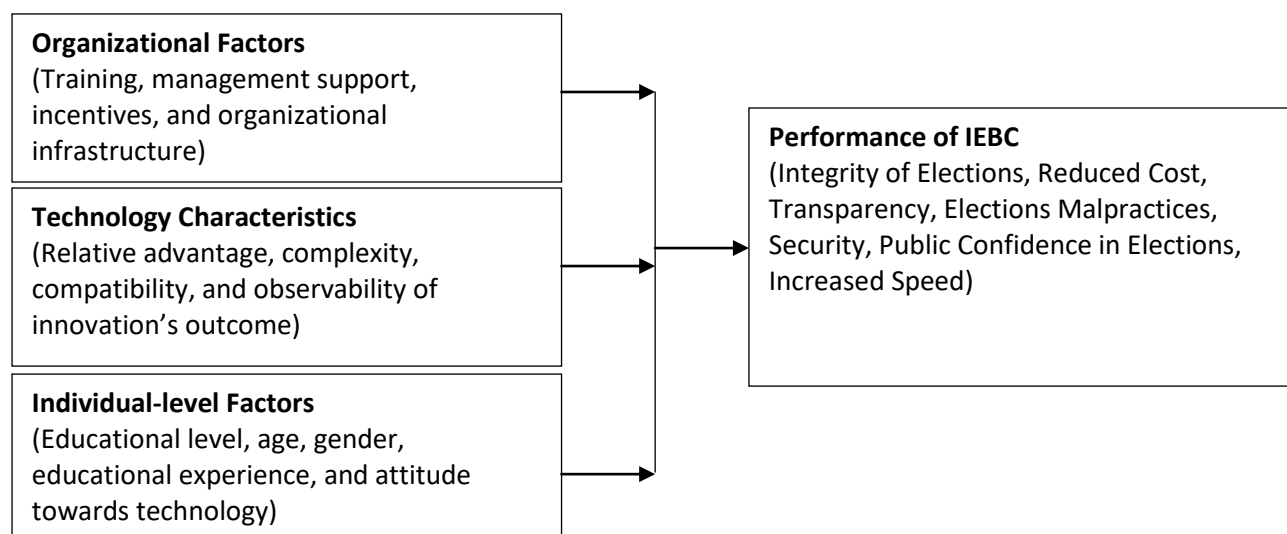 Organizational Factors
(Training, management support,
incentives, and organizational
infrastructure)
Technology Characteristics
(Relative advantage, complexity,
compatibility, and observability of
innovation’s outcome)
Individual-level Factors
(Educational level, age, gender,
educational experience, and attitude
towards technology)
Performance of IEBC
(Integrity of Elections, Reduced Cost,
Transparency, Elections Malpractices,
Security, Public Confidence in Elections,
Increased Speed)